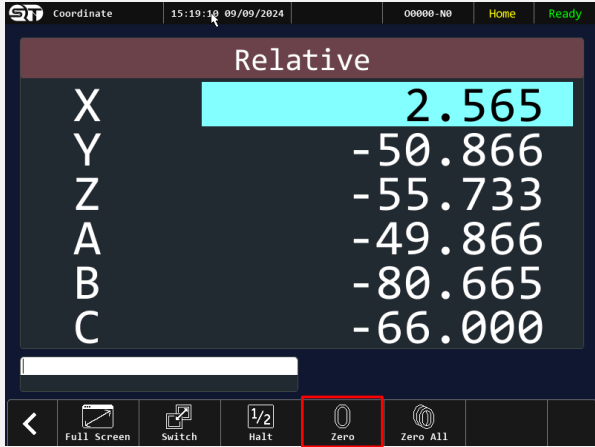 Coordinate 15:19:10 09/09/2024 O0000-N0 Home Ready
Relative
X 2.565
Y -50.866
Z -55.733
A -49.866
B -80.665
C -66.000
1/2
Full Screen Switch Halt Zero Zero All